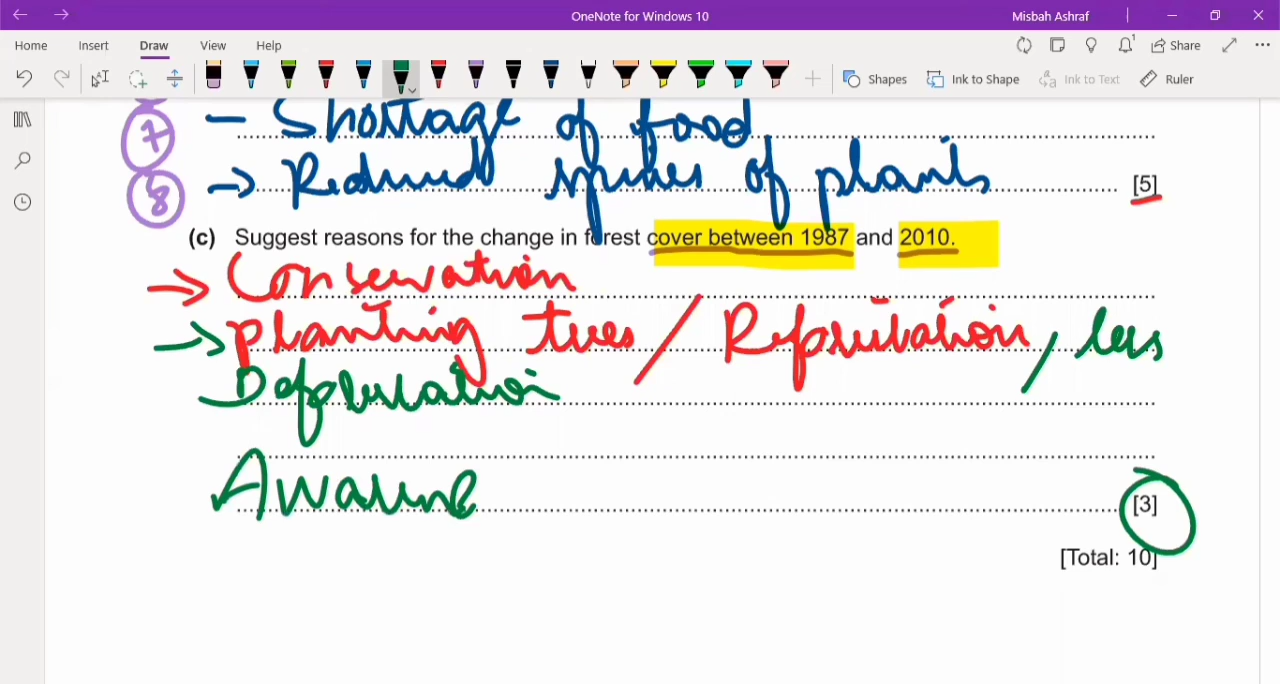 OneNote for Windows 10
Misbah Ashraf
Home Insert Draw View Help
Share
Shapes Ink to Shape Ink to Text Ruler
7 - Shortage of food
8 → Reduced species of plants [5]
(c) Suggest reasons for the change in forest cover between 1987 and 2010.
→ Conservation
→ Planting trees / Reforestation, less
Deforestation
Awarene [3]
[Total: 10]